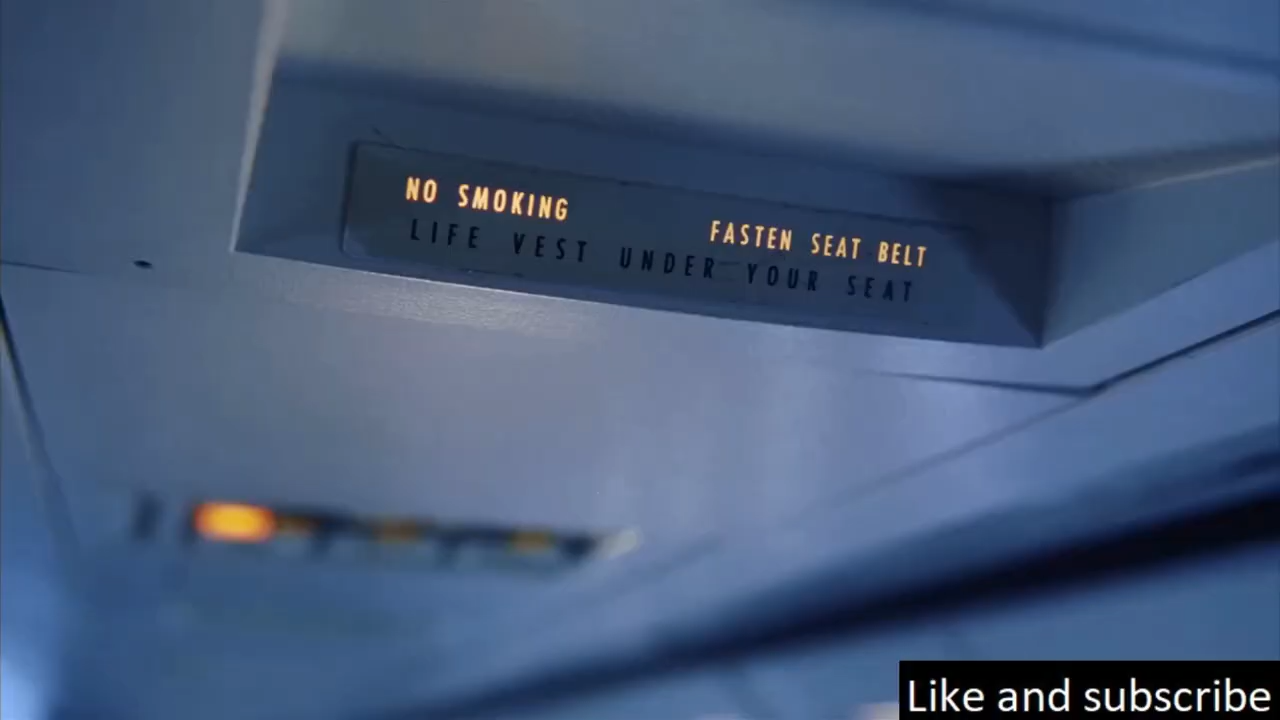 NO SMOKING
FASTEN SEAT BELT
LIFE VEST UNDER YOUR SEAT
Like and subscribe